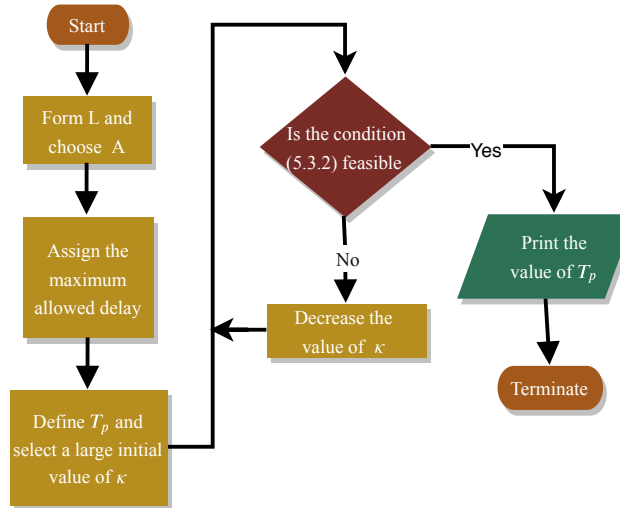 Start
Form L and
choose A
Assign the
maximum
allowed delay
Define T_p and
select a large initial
value of κ
Is the condition
(5.3.2) feasible
Yes
No
Decrease the
value of κ
Print the
value of T_p
Terminate